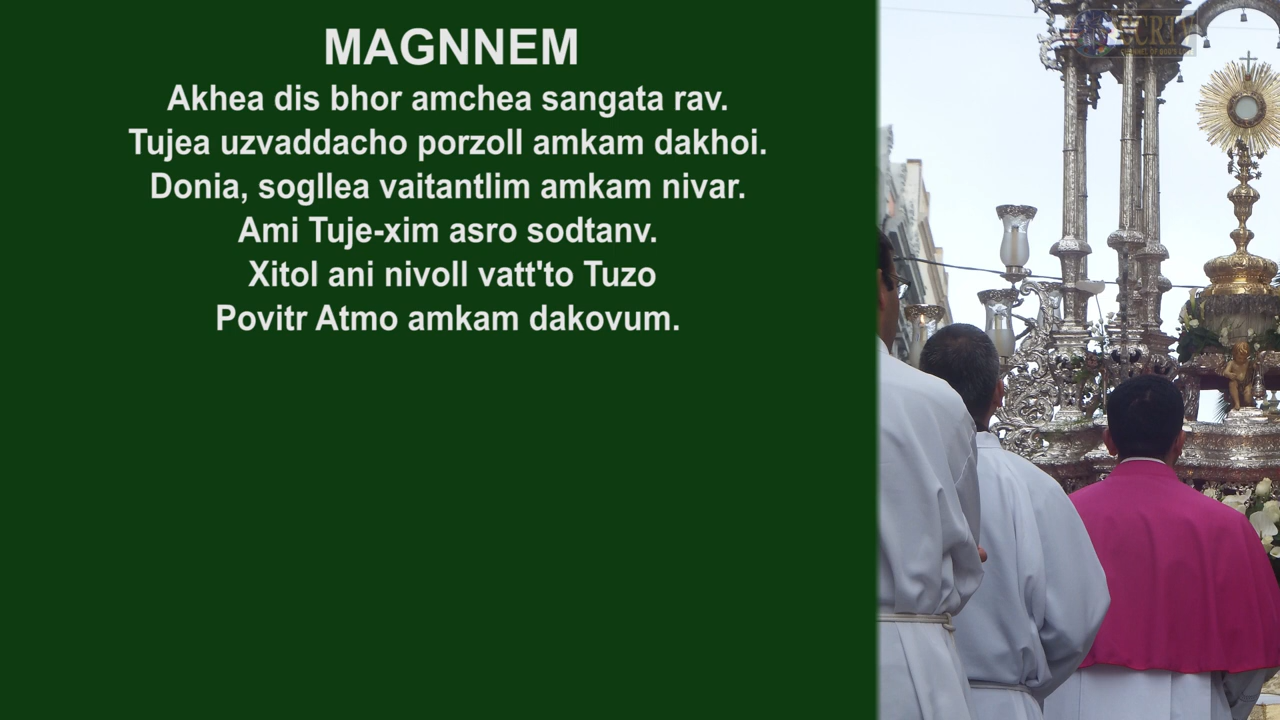 MAGNNEM
Akhea dis bhor amchea sangata rav.
Tujea uzvaddacho porzoll amkam dakhoi.
Donia, sogllea vaitantlim amkam nivar.
Ami Tuje-xim asro sodtanv.
Xitol ani nivoll vatt'to Tuzo
Povitr Atmo amkam dakovum.
CCRTV